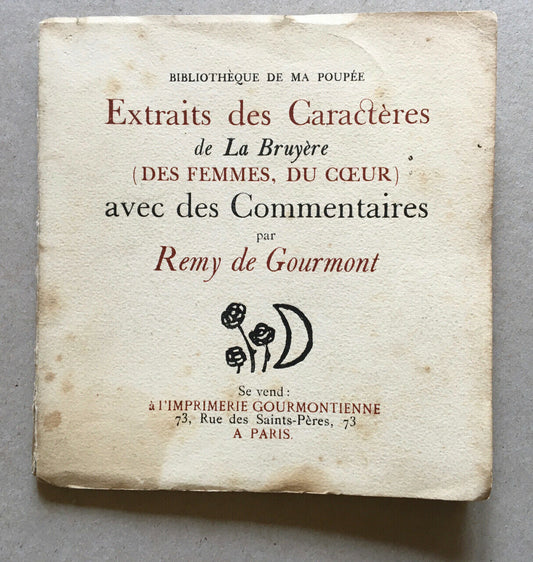 BIBLIOTHÈQUE DE MA POUPÉE
Extraits des Caractères
de La Bruyère
(DES FEMMES, DU CŒUR)
avec des Commentaires
par
Remy de Gourmont
Se vend :
à l'IMPRIMERIE GOURMONTIENNE
73, Rue des Saints-Pères, 73
A PARIS.